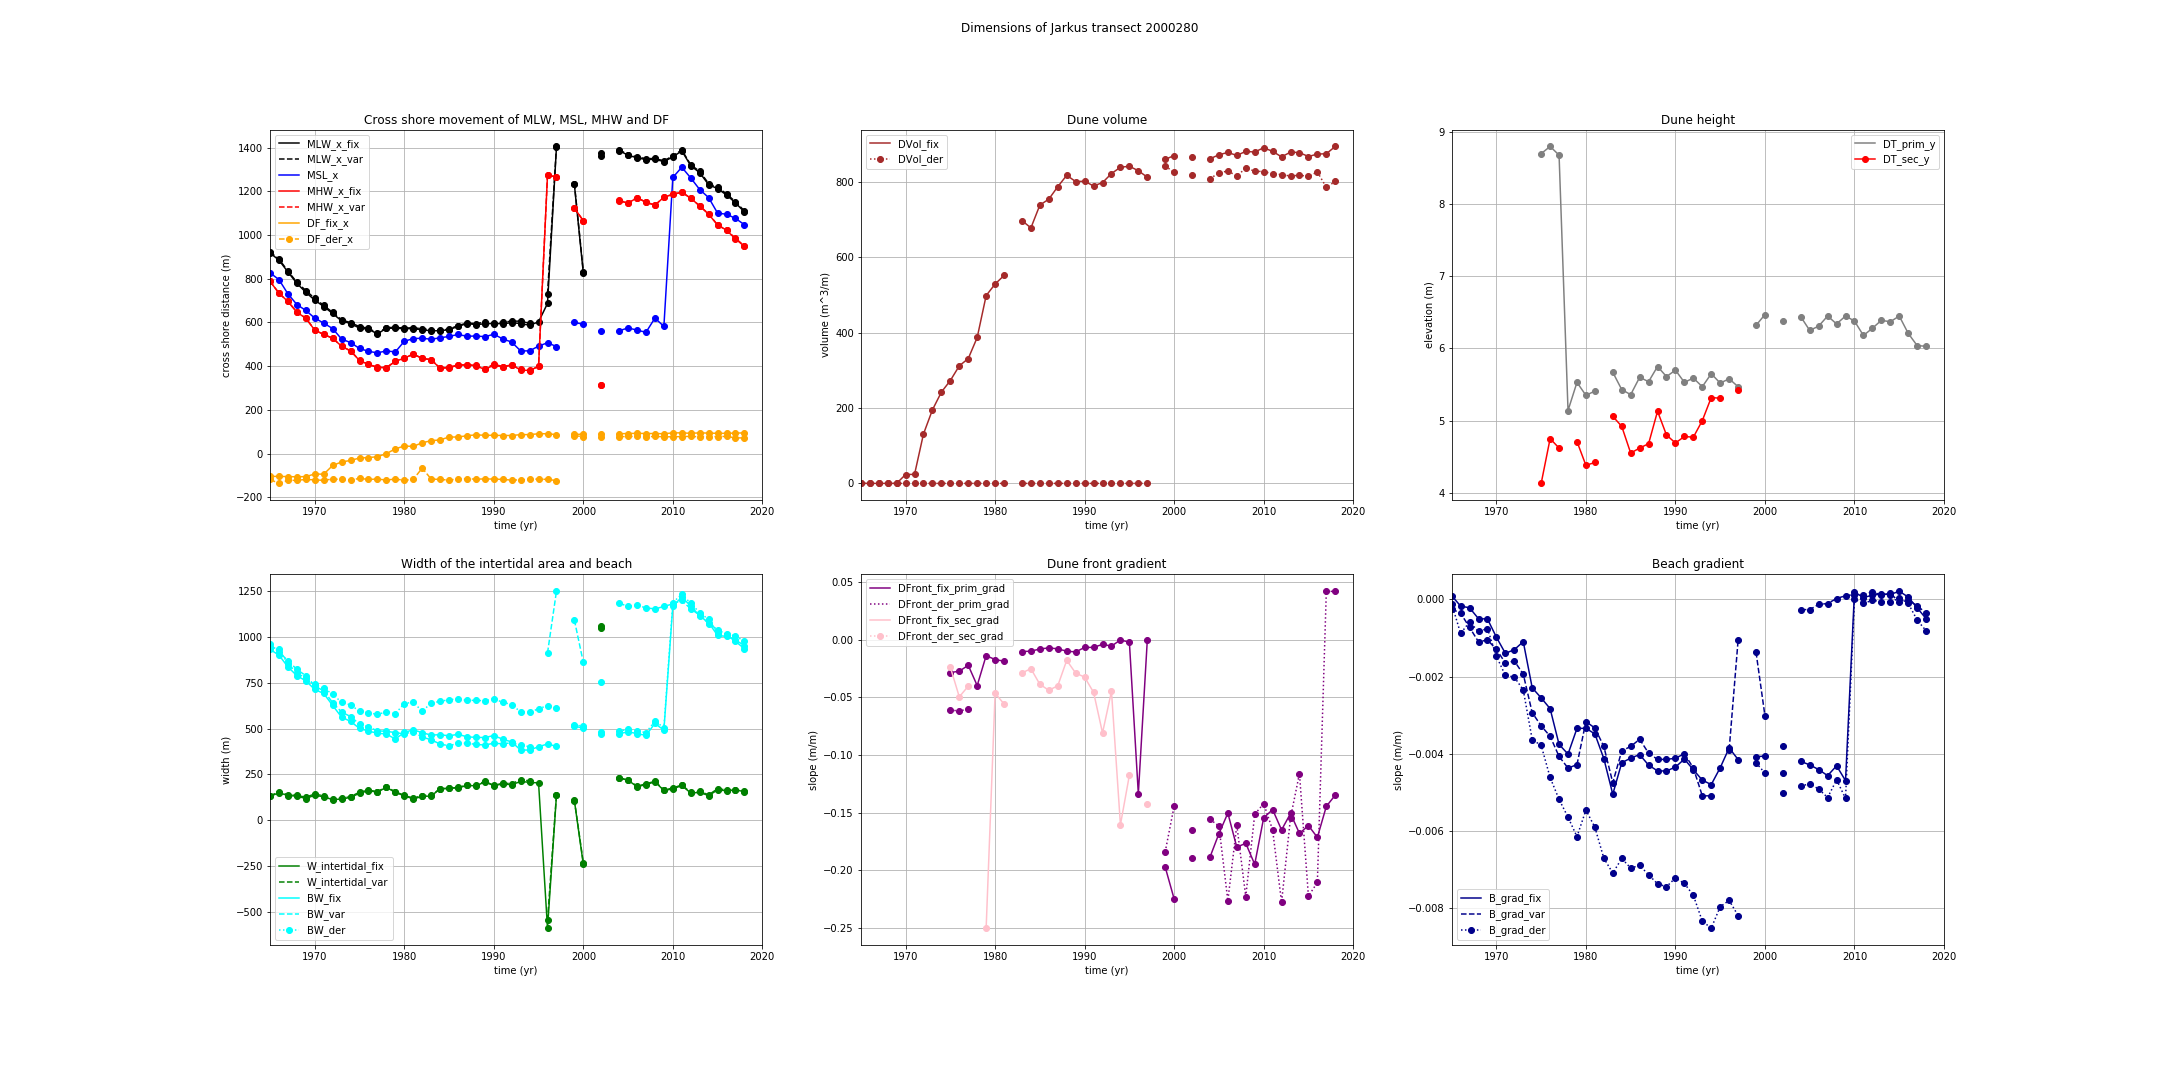 Dimensions of Jarkus transect 2000280
Cross shore movement of MLW, MSL, MHW and DF
MLW_x_fix
MLW_x_var
MSL_x
MHW_x_fix
MHW_x_var
DF_fix_x
DF_der_x
1400
1200
1000
800
600
400
200
0
−200
cross shore distance (m)
1970 1980 1990 2000 2010 2020
time (yr)
Dune volume
DVol_fix
DVol_der
800
600
400
200
0
volume (m^3/m)
1970 1980 1990 2000 2010 2020
time (yr)
Dune height
DT_prim_y
DT_sec_y
9
8
7
6
5
4
elevation (m)
1970 1980 1990 2000 2010 2020
time (yr)
Width of the intertidal area and beach
1250
1000
750
500
250
0
−250
−500
width (m)
W_intertidal_fix
W_intertidal_var
BW_fix
BW_var
BW_der
1970 1980 1990 2000 2010 2020
time (yr)
Dune front gradient
DFront_fix_prim_grad
DFront_der_prim_grad
DFront_fix_sec_grad
DFront_der_sec_grad
0.05
0.00
−0.05
−0.10
−0.15
−0.20
−0.25
slope (m/m)
1970 1980 1990 2000 2010 2020
time (yr)
Beach gradient
0.000
−0.002
−0.004
−0.006
−0.008
slope (m/m)
B_grad_fix
B_grad_var
B_grad_der
1970 1980 1990 2000 2010 2020
time (yr)